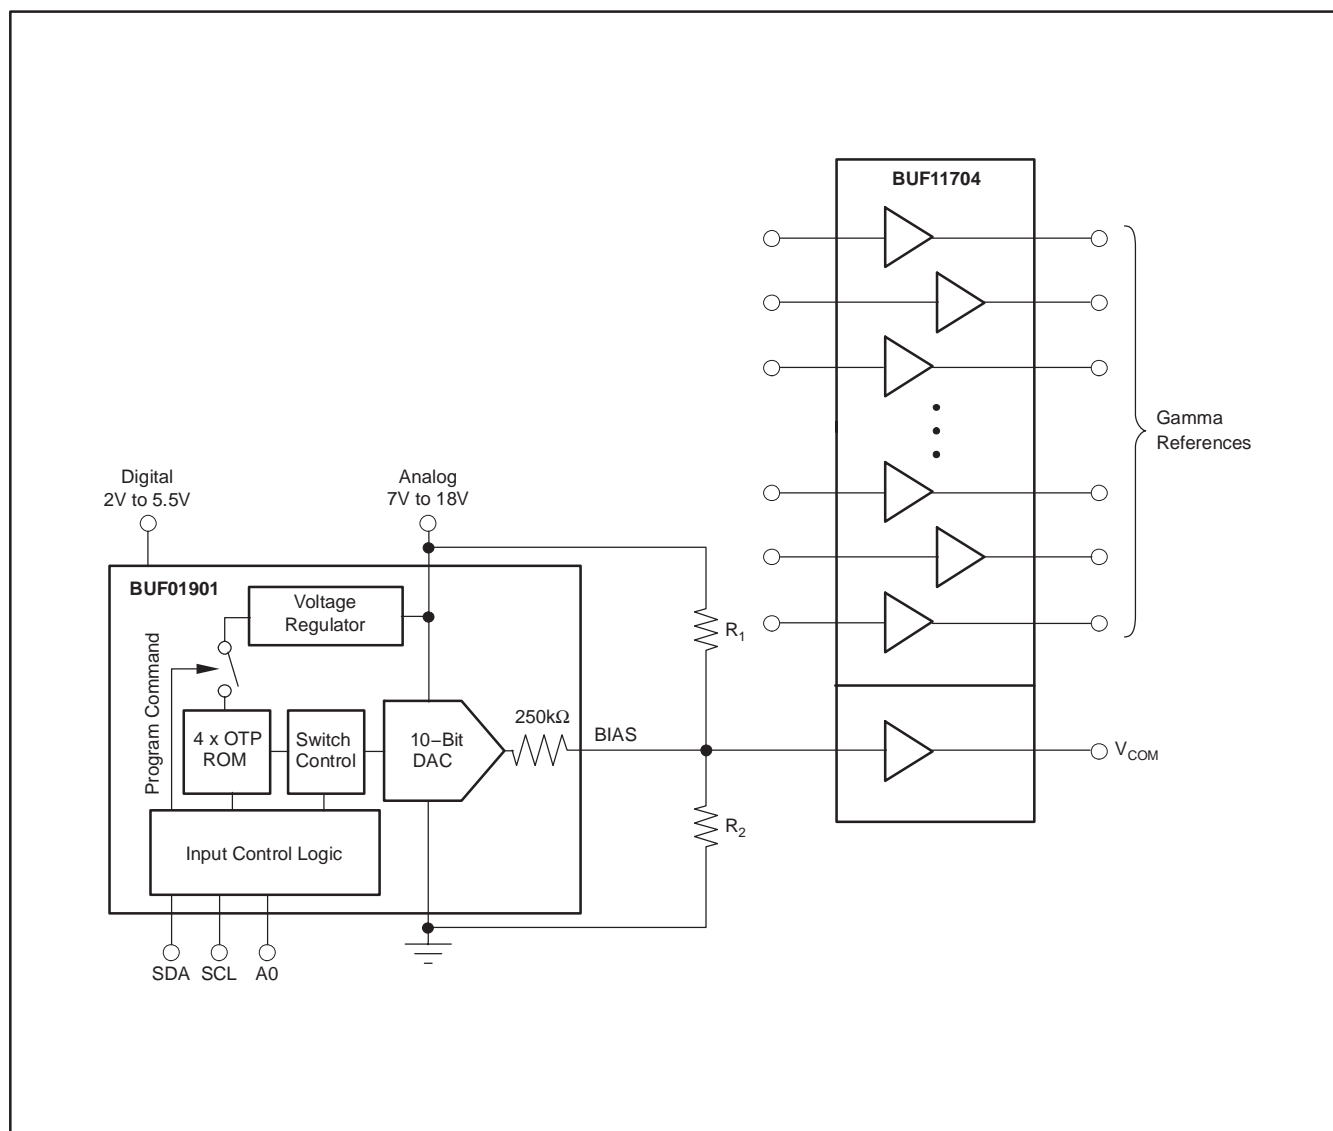 BUF11704
Gamma
References
Digital
2V to 5.5V
Analog
7V to 18V
BUF01901
Voltage
Regulator
Program Command
R1
4 x OTP
ROM
Switch
Control
10−Bit
DAC
250kΩ
BIAS
VCOM
R2
Input Control Logic
SDA
SCL
A0